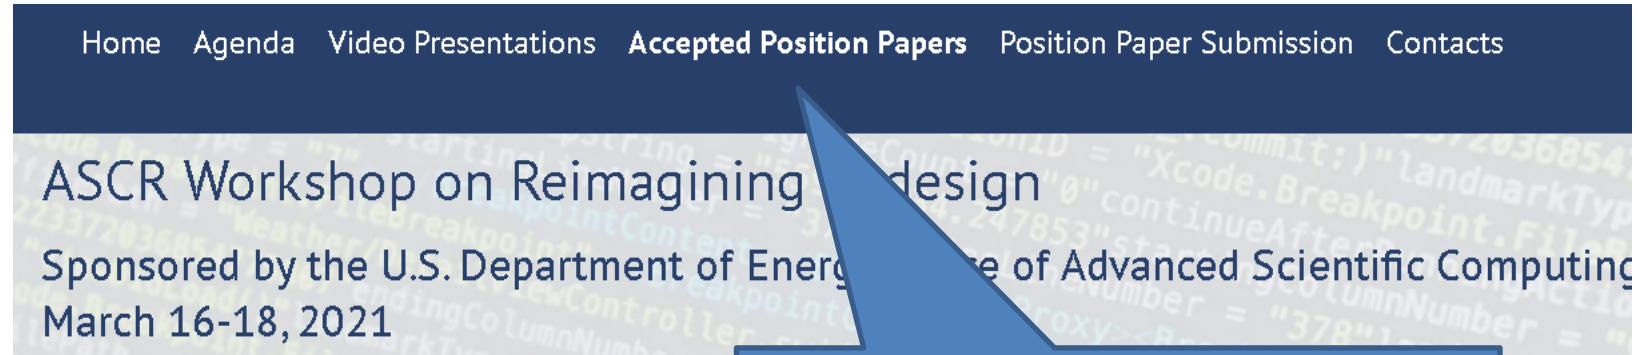 Home Agenda Video Presentations Accepted Position Papers Position Paper Submission Contacts
ASCR Workshop on Reimagining design
Sponsored by the U.S. Department of of Advanced Scientific Computing
March 16-18, 2021